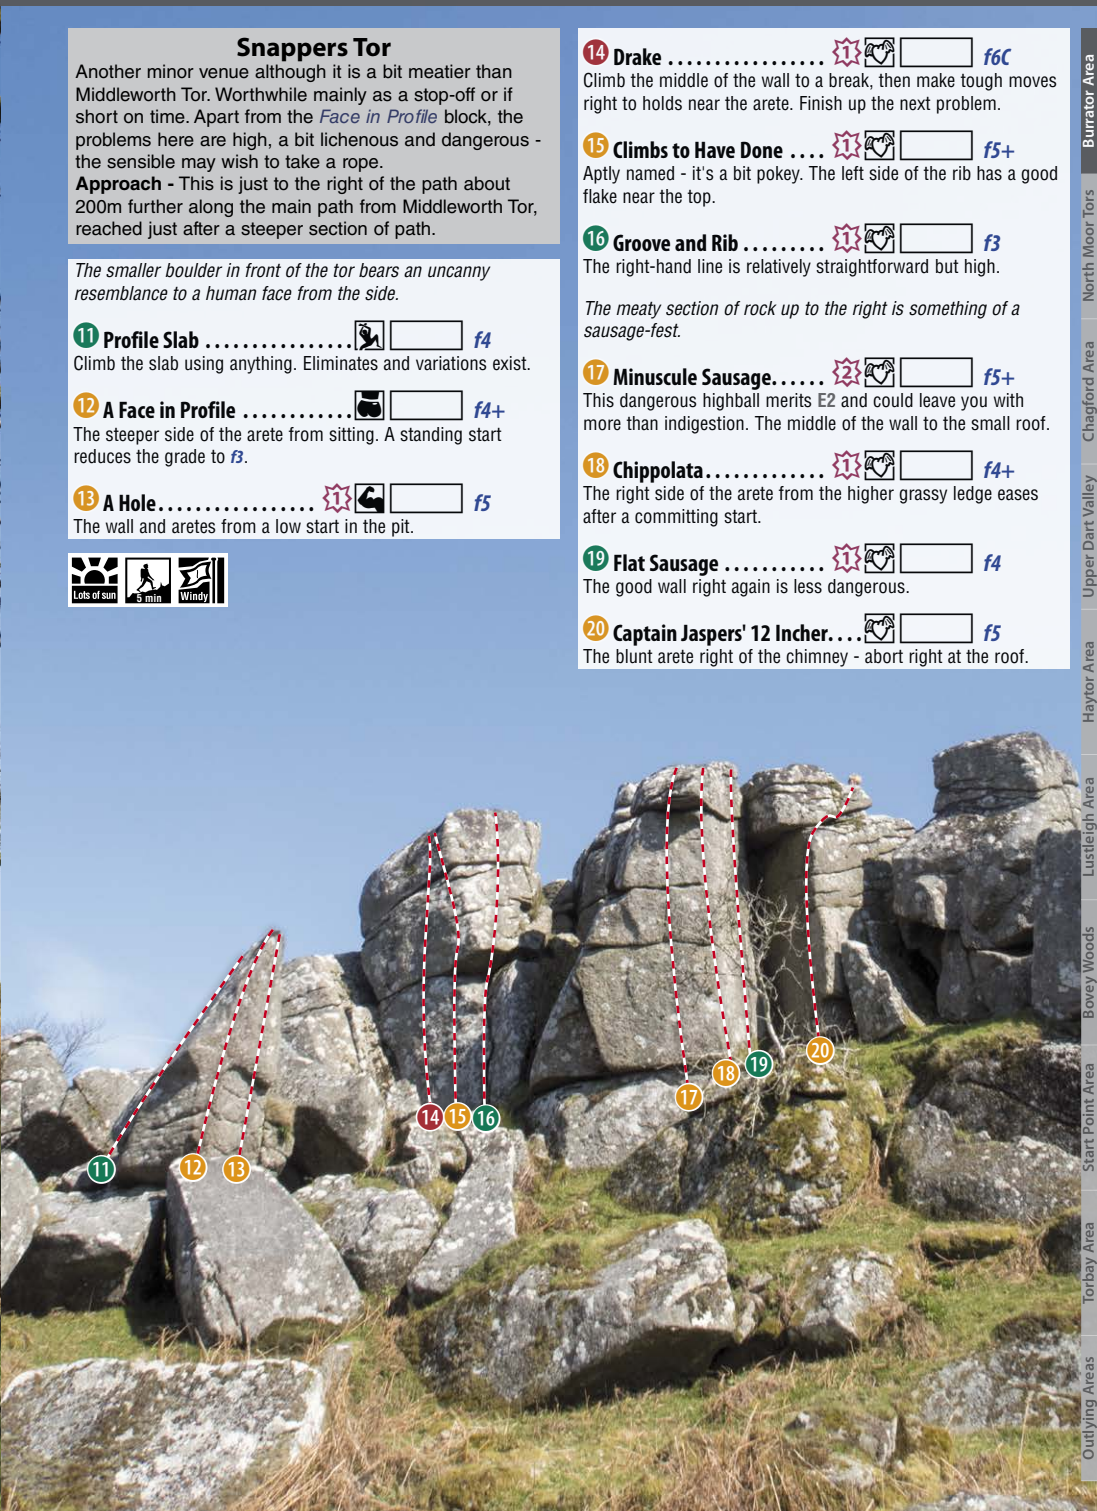 Snappers Tor
Another minor venue although it is a bit meatier than
Middleworth Tor. Worthwhile mainly as a stop-off or if
short on time. Apart from the Face in Profile block, the
problems here are high, a bit lichenous and dangerous -
the sensible may wish to take a rope.
Approach - This is just to the right of the path about
200m further along the main path from Middleworth Tor,
reached just after a steeper section of path.
The smaller boulder in front of the tor bears an uncanny
resemblance to a human face from the side.
11 Profile Slab ................ f4
Climb the slab using anything. Eliminates and variations exist.
12 A Face in Profile ............ f4+
The steeper side of the arete from sitting. A standing start
reduces the grade to f3.
13 A Hole................. 1 f5
The wall and aretes from a low start in the pit.
Lots of sun
5 min
Windy
14 Drake ................. 1 f6C
Climb the middle of the wall to a break, then make tough moves
right to holds near the arete. Finish up the next problem.
15 Climbs to Have Done .... 1 f5+
Aptly named - it's a bit pokey. The left side of the rib has a good
flake near the top.
16 Groove and Rib ......... 1 f3
The right-hand line is relatively straightforward but high.
The meaty section of rock up to the right is something of a
sausage-fest.
17 Minuscule Sausage...... 2 f5+
This dangerous highball merits E2 and could leave you with
more than indigestion. The middle of the wall to the small roof.
18 Chippolata............. 1 f4+
The right side of the arete from the higher grassy ledge eases
after a committing start.
19 Flat Sausage ........... 1 f4
The good wall right again is less dangerous.
20 Captain Jaspers' 12 Incher.... f5
The blunt arete right of the chimney - abort right at the roof.
Burrator Area
North Moor Tors
Chagford Area
Upper Dart Valley
Haytor Area
Lustleigh Area
Bovey Woods
Start Point Area
Torbay Area
Outlying Areas
11
12
13
14
15
16
17
18
19
20